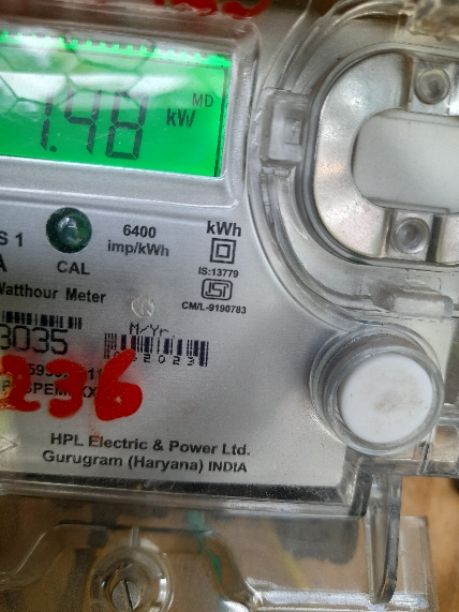 MD
1.48 kW
S 1
6400
imp/kWh
kWh
A
CAL
IS:13779
Watthour Meter
CM/L-9190783
3035
M/Yr.
236
HPL Electric & Power Ltd.
Gurugram (Haryana) INDIA